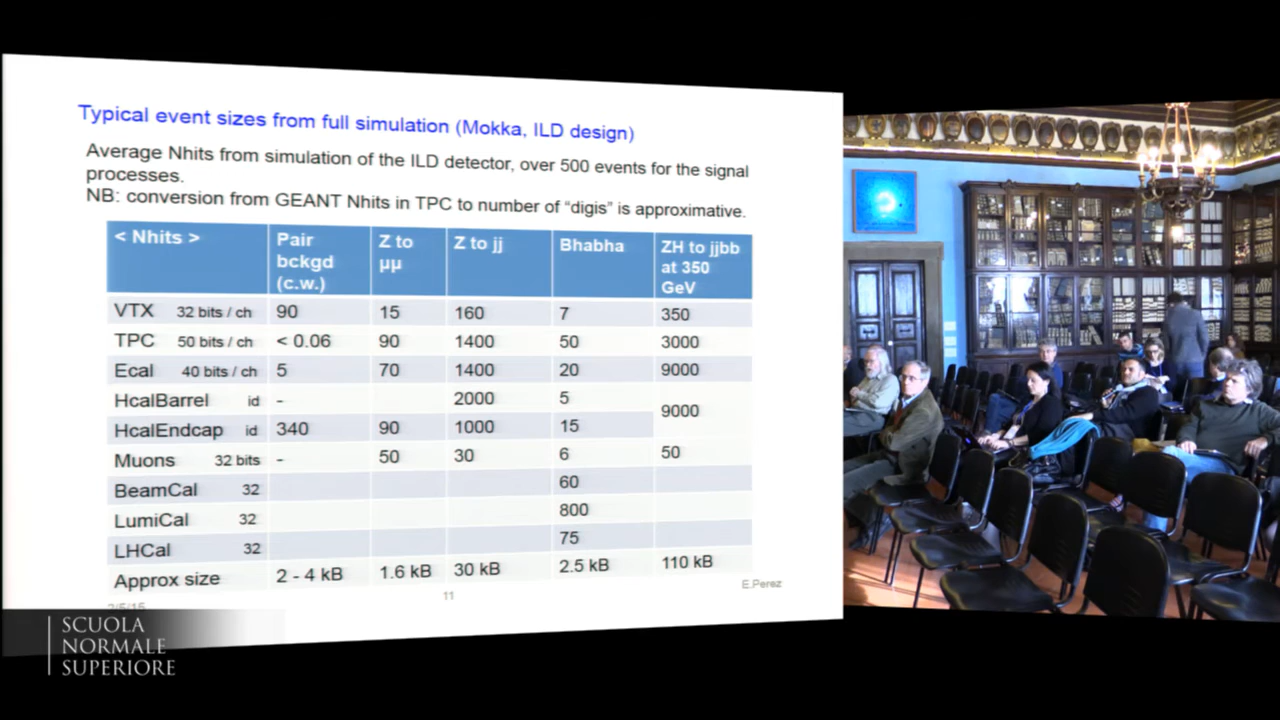 Typical event sizes from full simulation (Mokka, ILD design)
Average Nhits from simulation of the ILD detector, over 500 events for the signal
processes.
NB: conversion from GEANT Nhits in TPC to number of “digis” is approximative.
< Nhits > Pair bckgd (c.w.) Z to µµ Z to jj Bhabha ZH to jjbb at 350 GeV
VTX 32 bits / ch 90 15 160 7 350
TPC 50 bits / ch < 0.06 90 1400 50 3000
Ecal 40 bits / ch 5 70 1400 20 9000
HcalBarrel id - 2000 5 9000
HcalEndcap id 340 90 1000 15
Muons 32 bits - 50 30 6 50
BeamCal 32 60
LumiCal 32 800
LHCal 32 75
Approx size 2 - 4 kB 1.6 kB 30 kB 2.5 kB 110 kB
11
E.Perez
SCUOLA
NORMALE
SUPERIORE